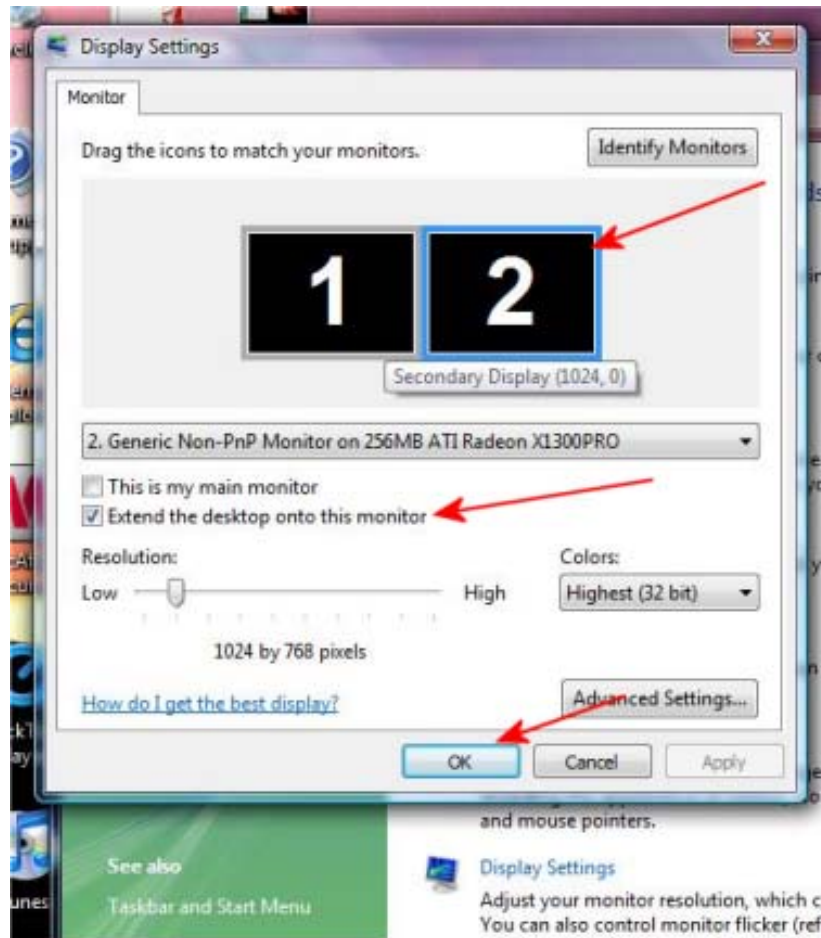 Display Settings
Monitor
Drag the icons to match your monitors.
Identify Monitors
1
2
Secondary Display (1024, 0)
2. Generic Non-PnP Monitor on 256MB ATI Radeon X1300PRO
This is my main monitor
Extend the desktop onto this monitor
Resolution:
Colors:
Low
High
Highest (32 bit)
1024 by 768 pixels
How do I get the best display?
Advanced Settings...
OK
Cancel
Apply
and mouse pointers.
See also
Display Settings
Taskbar and Start Menu
Adjust your monitor resolution, which c
You can also control monitor flicker (ref
unes